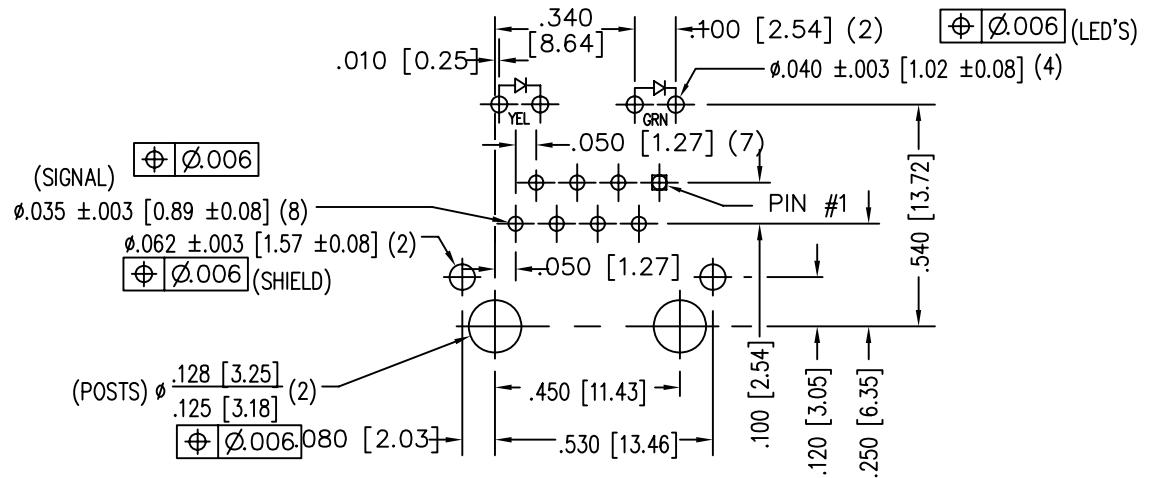 .340
[8.64]
.100 [2.54] (2)
⌖ Ø.006 (LED'S)
.010 [0.25]
ø.040 ±.003 [1.02 ±0.08] (4)
YEL
GRN
.050 [1.27] (7)
⌖ Ø.006
(SIGNAL)
ø.035 ±.003 [0.89 ±0.08] (8)
PIN #1
.540 [13.72]
ø.062 ±.003 [1.57 ±0.08] (2)
⌖ Ø.006 (SHIELD)
.050 [1.27]
(POSTS) ø .128 [3.25] (2)
.125 [3.18]
⌖ Ø.006
.080 [2.03]
.450 [11.43]
.530 [13.46]
.100 [2.54]
.120 [3.05]
.250 [6.35]